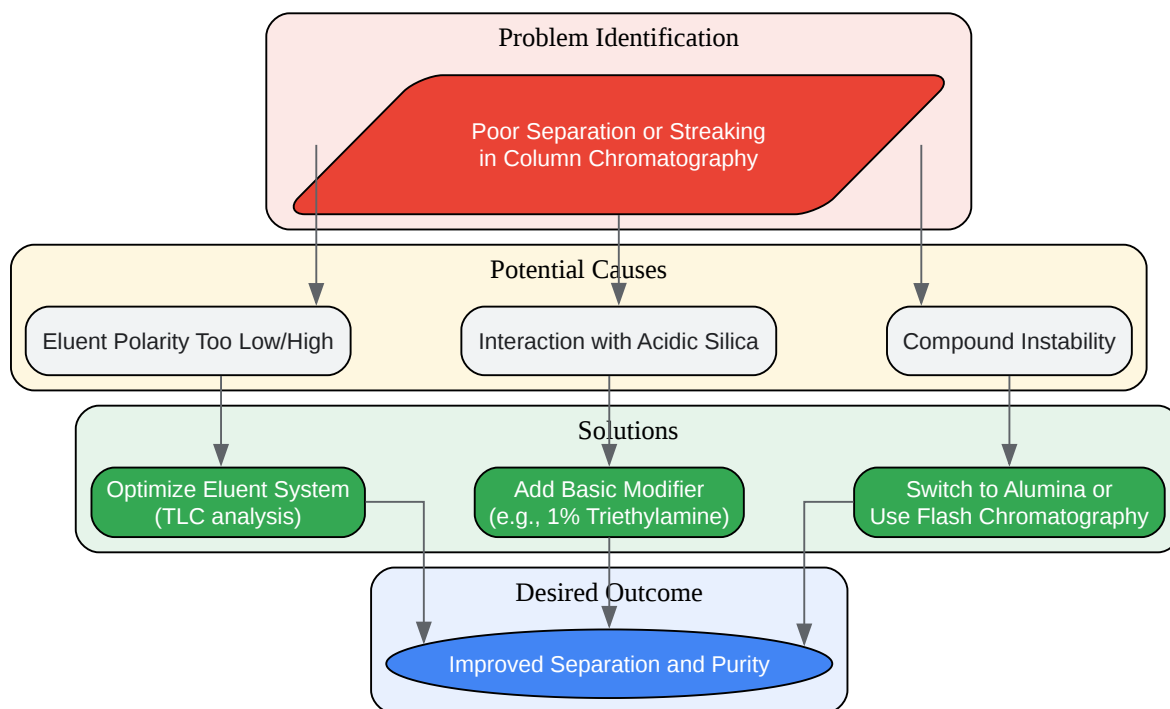 Problem Identification
Poor Separation or Streaking
in Column Chromatography
Potential Causes
Eluent Polarity Too Low/High
Interaction with Acidic Silica
Compound Instability
Solutions
Optimize Eluent System
(TLC analysis)
Add Basic Modifier
(e.g., 1% Triethylamine)
Switch to Alumina or
Use Flash Chromatography
Desired Outcome
Improved Separation and Purity